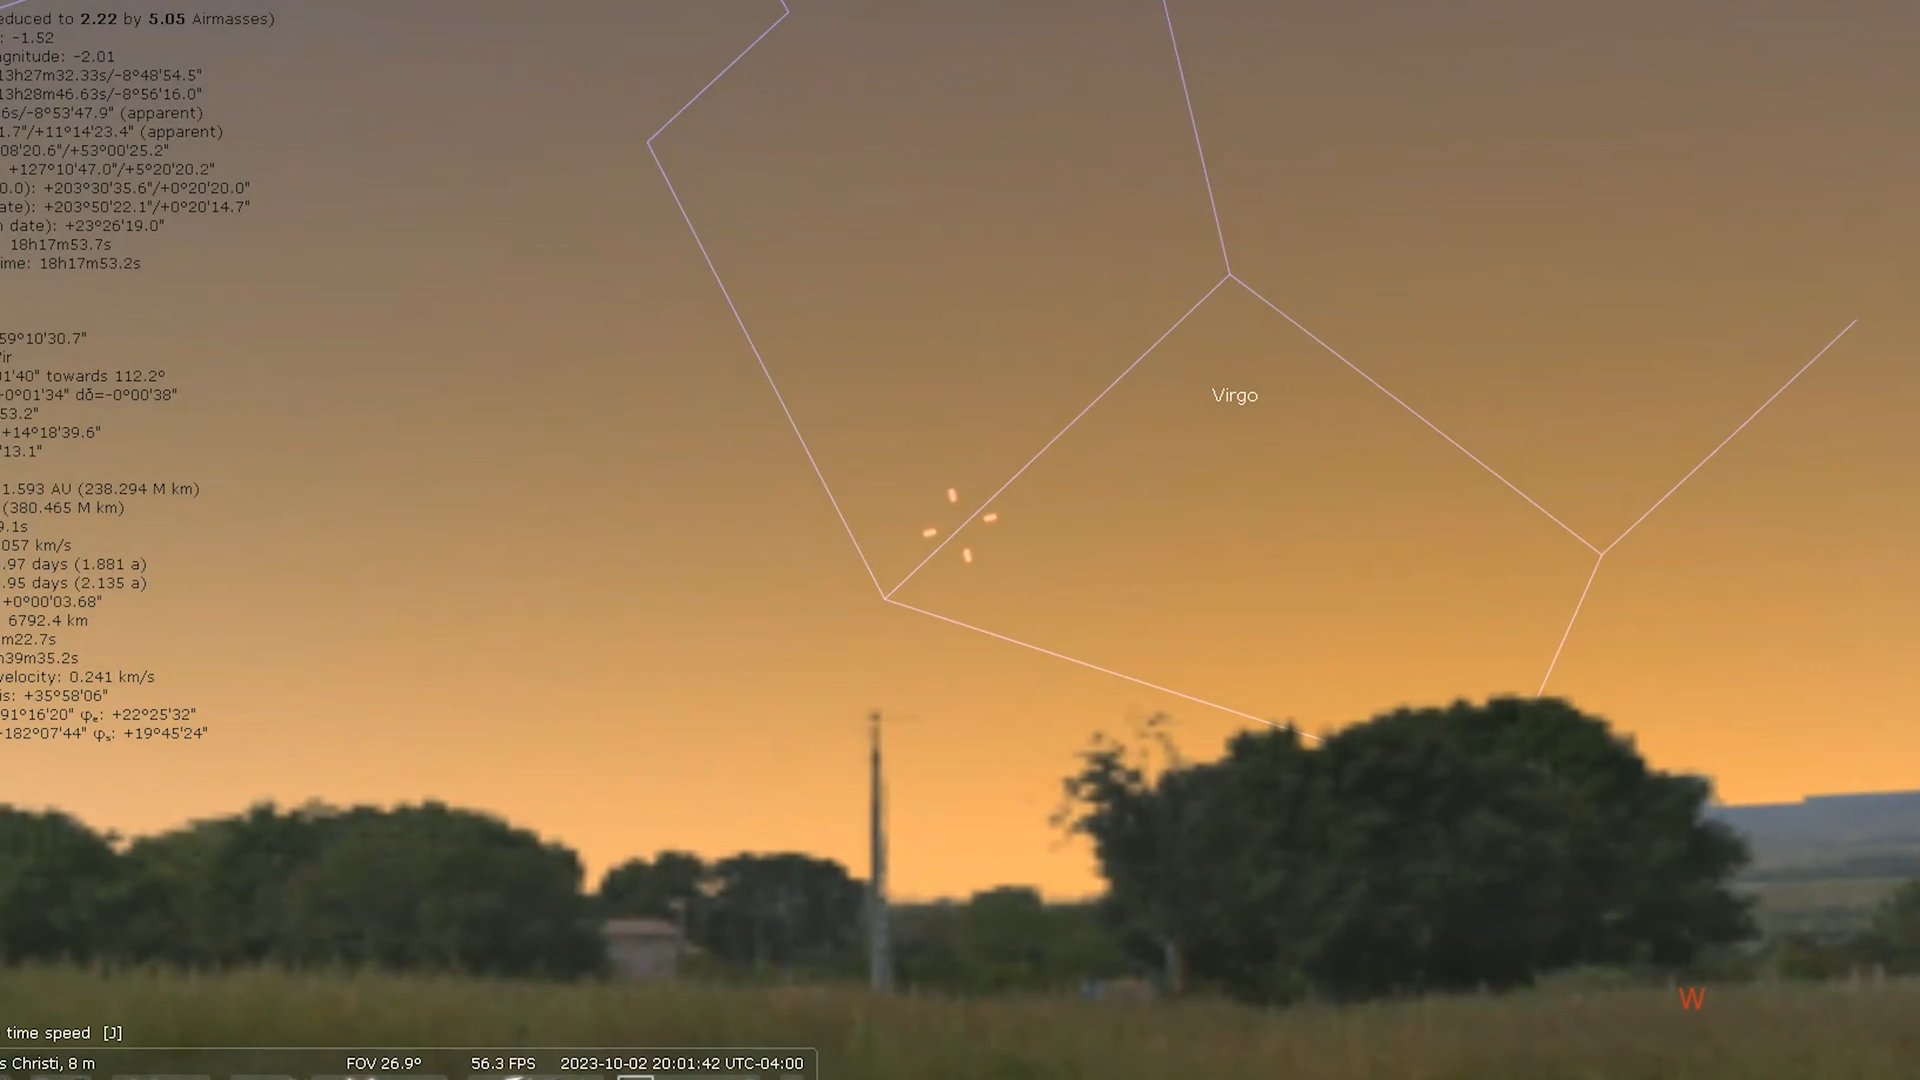 educed to 2.22 by 5.05 Airmasses)
: -1.52
agnitude: -2.01
13h27m32.33s/-8°48'54.5"
13h28m46.63s/-8°56'16.0"
6s/-8°53'47.9" (apparent)
1.7"/+11°14'23.4" (apparent)
08'20.6"/+53°00'25.2"
+127°10'47.0"/+5°20'20.2"
0.0): +203°30'35.6"/+0°20'20.0"
ate): +203°50'22.1"/+0°20'14.7"
n date): +23°26'19.0"
18h17m53.7s
ime: 18h17m53.2s
59°10'30.7"
'ir
Virgo
01'40" towards 112.2°
+0°01'34" dδ=-0°00'38"
53.2"
+14°18'39.6"
'13.1"
1.593 AU (238.294 M km)
(380.465 M km)
9.1s
057 km/s
.97 days (1.881 a)
.95 days (2.135 a)
+0°00'03.68"
6792.4 km
m22.7s
h39m35.2s
velocity: 0.241 km/s
is: +35°58'06"
91°16'20" φₑ: +22°25'32"
-182°07'44" φₛ: +19°45'24"
W
time speed [J]
s Christi, 8 m FOV 26.9° 56.3 FPS 2023-10-02 20:01:42 UTC-04:00